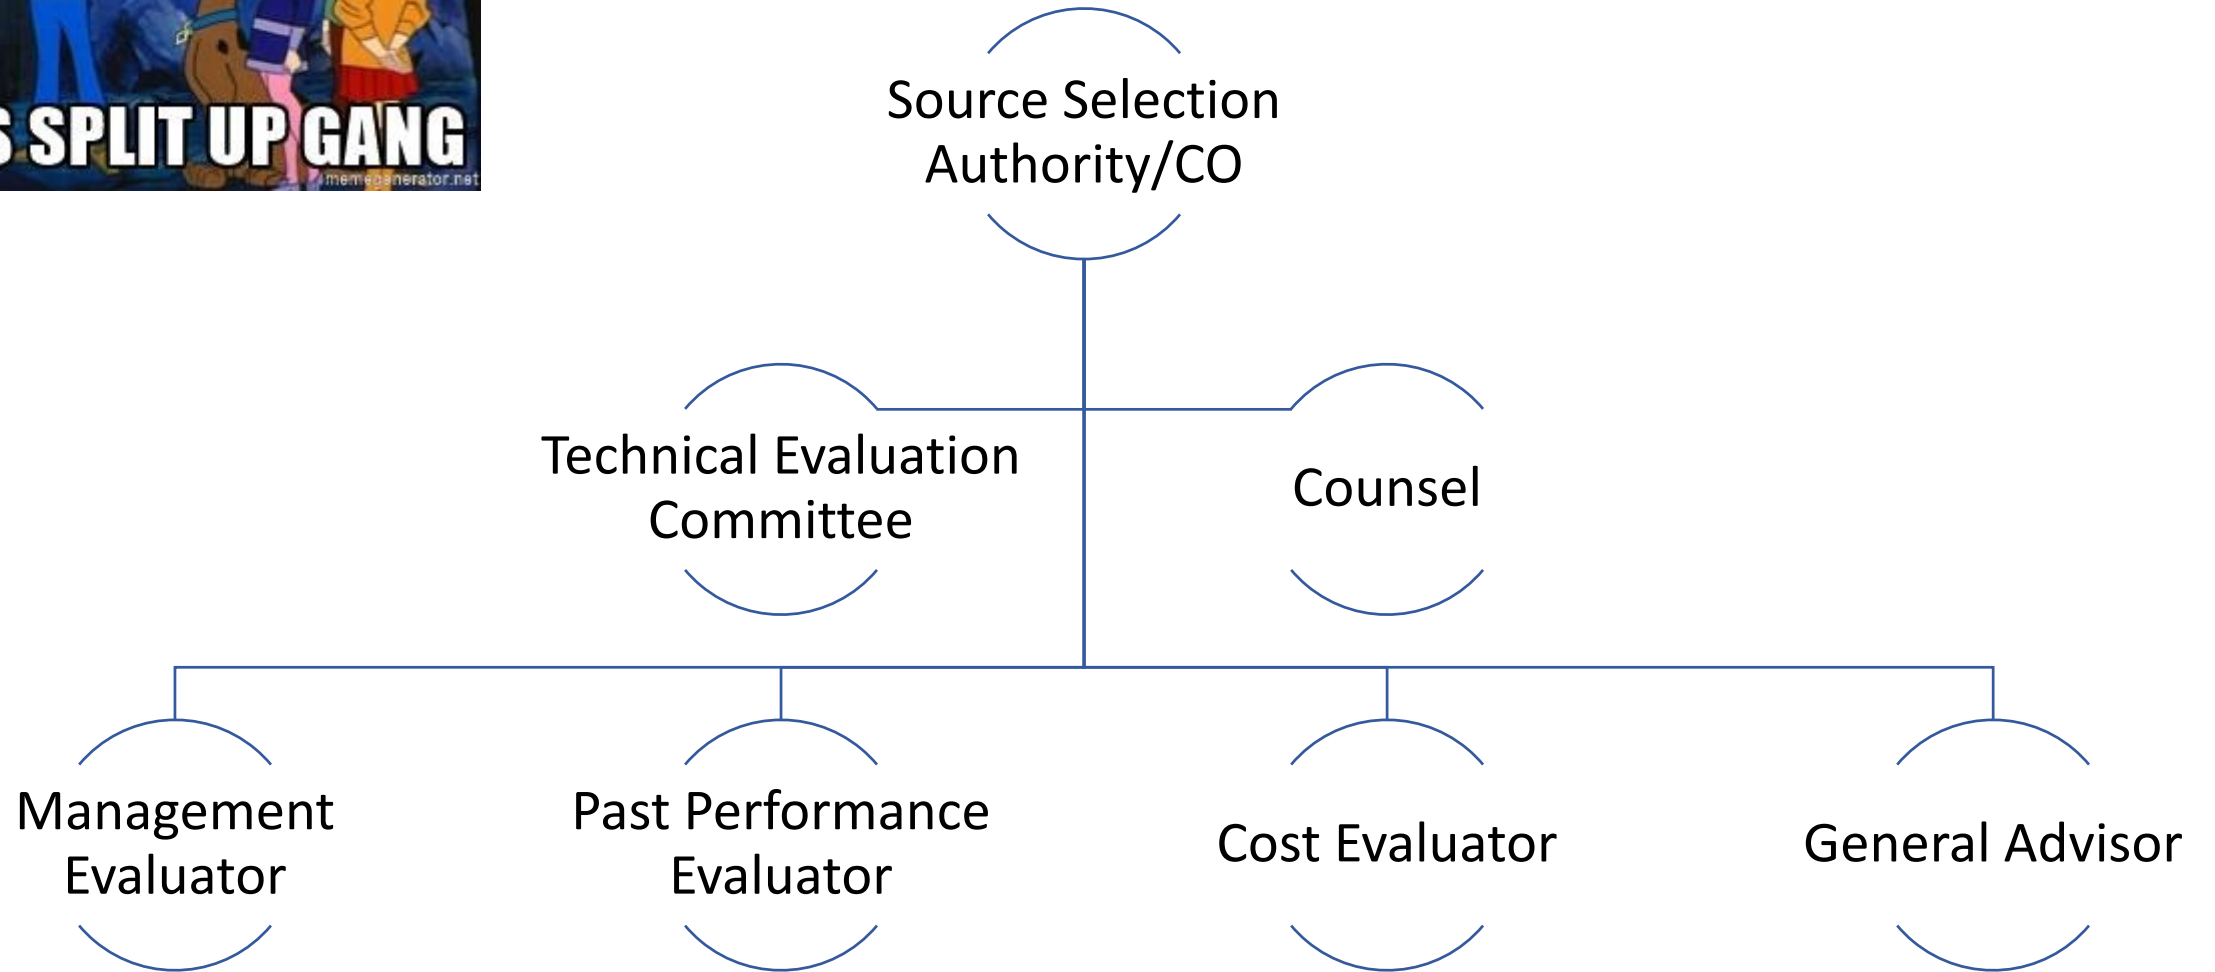 SPLIT UP GANG
memegenerator.net
Source Selection
Authority/CO
Technical Evaluation
Committee
Counsel
Management
Evaluator
Past Performance
Evaluator
Cost Evaluator
General Advisor